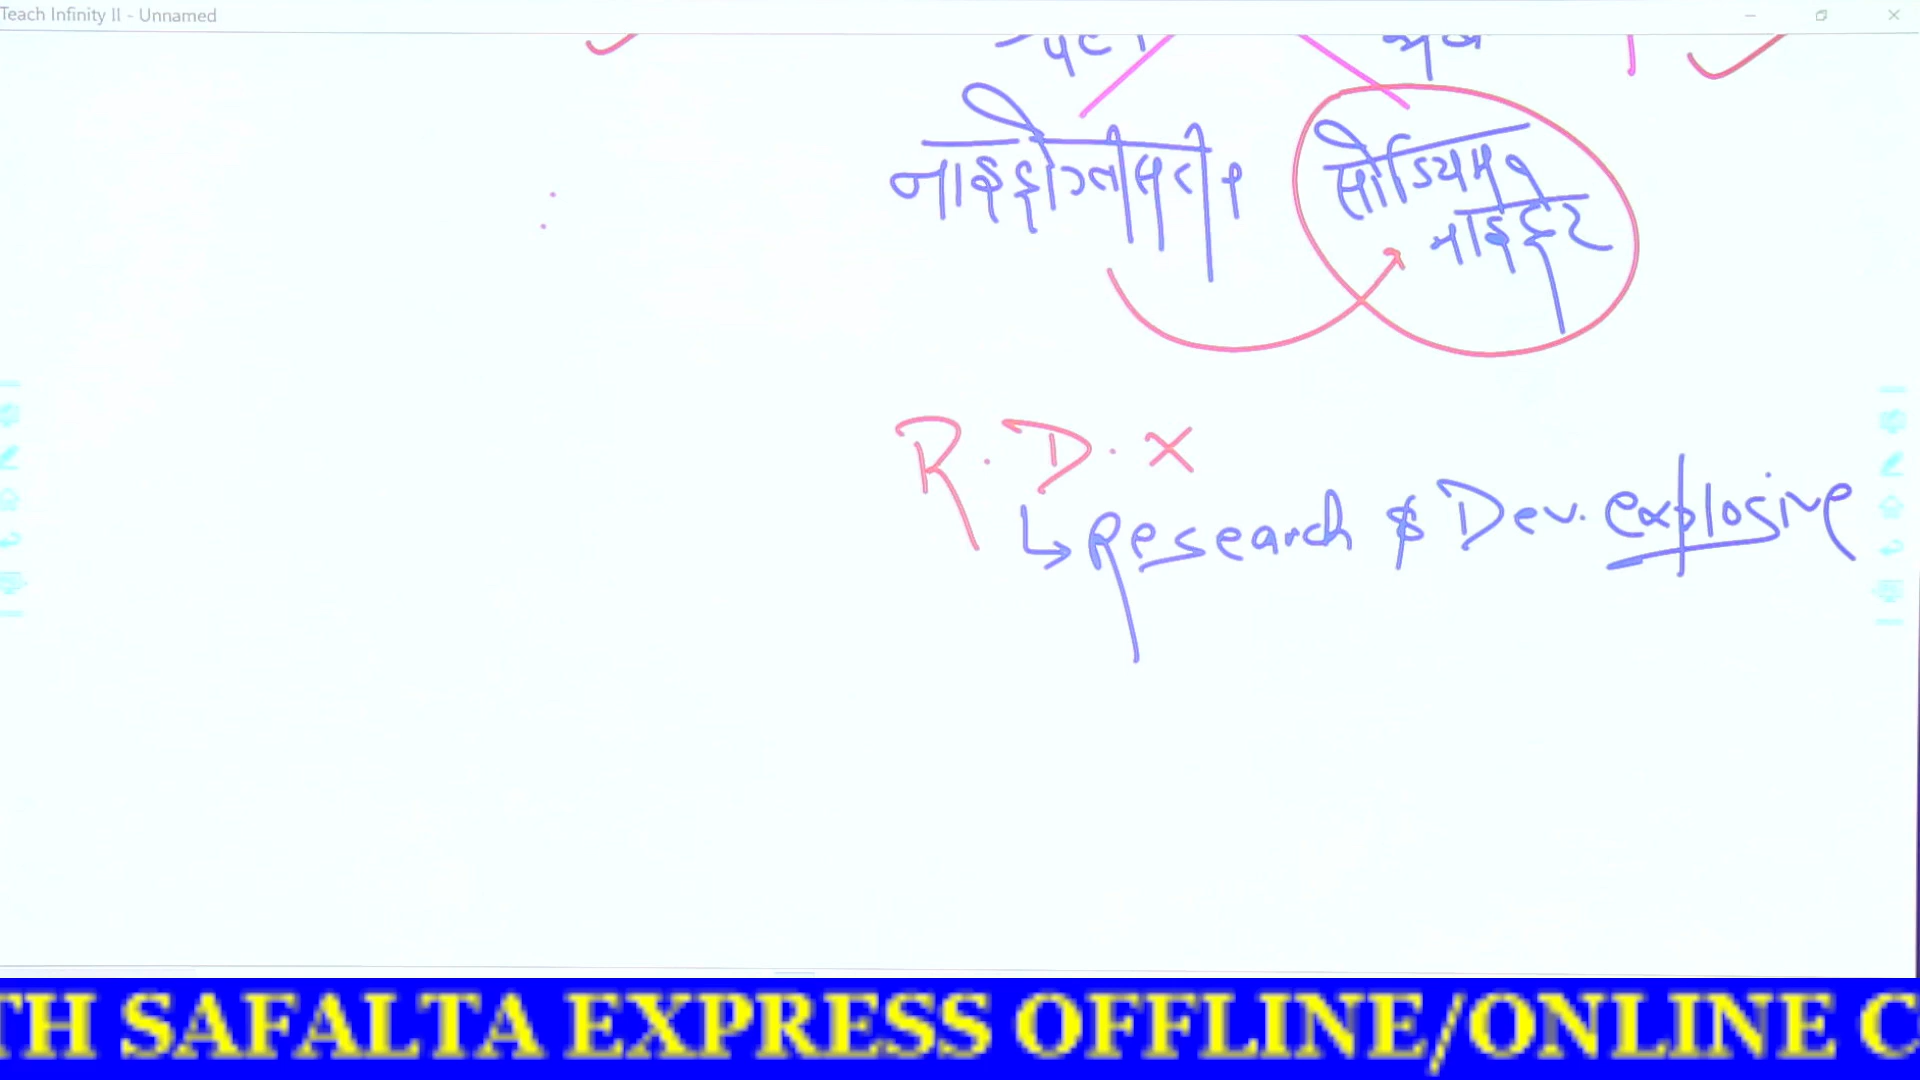 Teach Infinity II - Unnamed
नाइट्रोग्लीसरीन सोडियम
नाइट्रेट
R.D.X
↳ Research & Dev. explosive
TH SAFALTA EXPRESS OFFLINE/ONLINE C